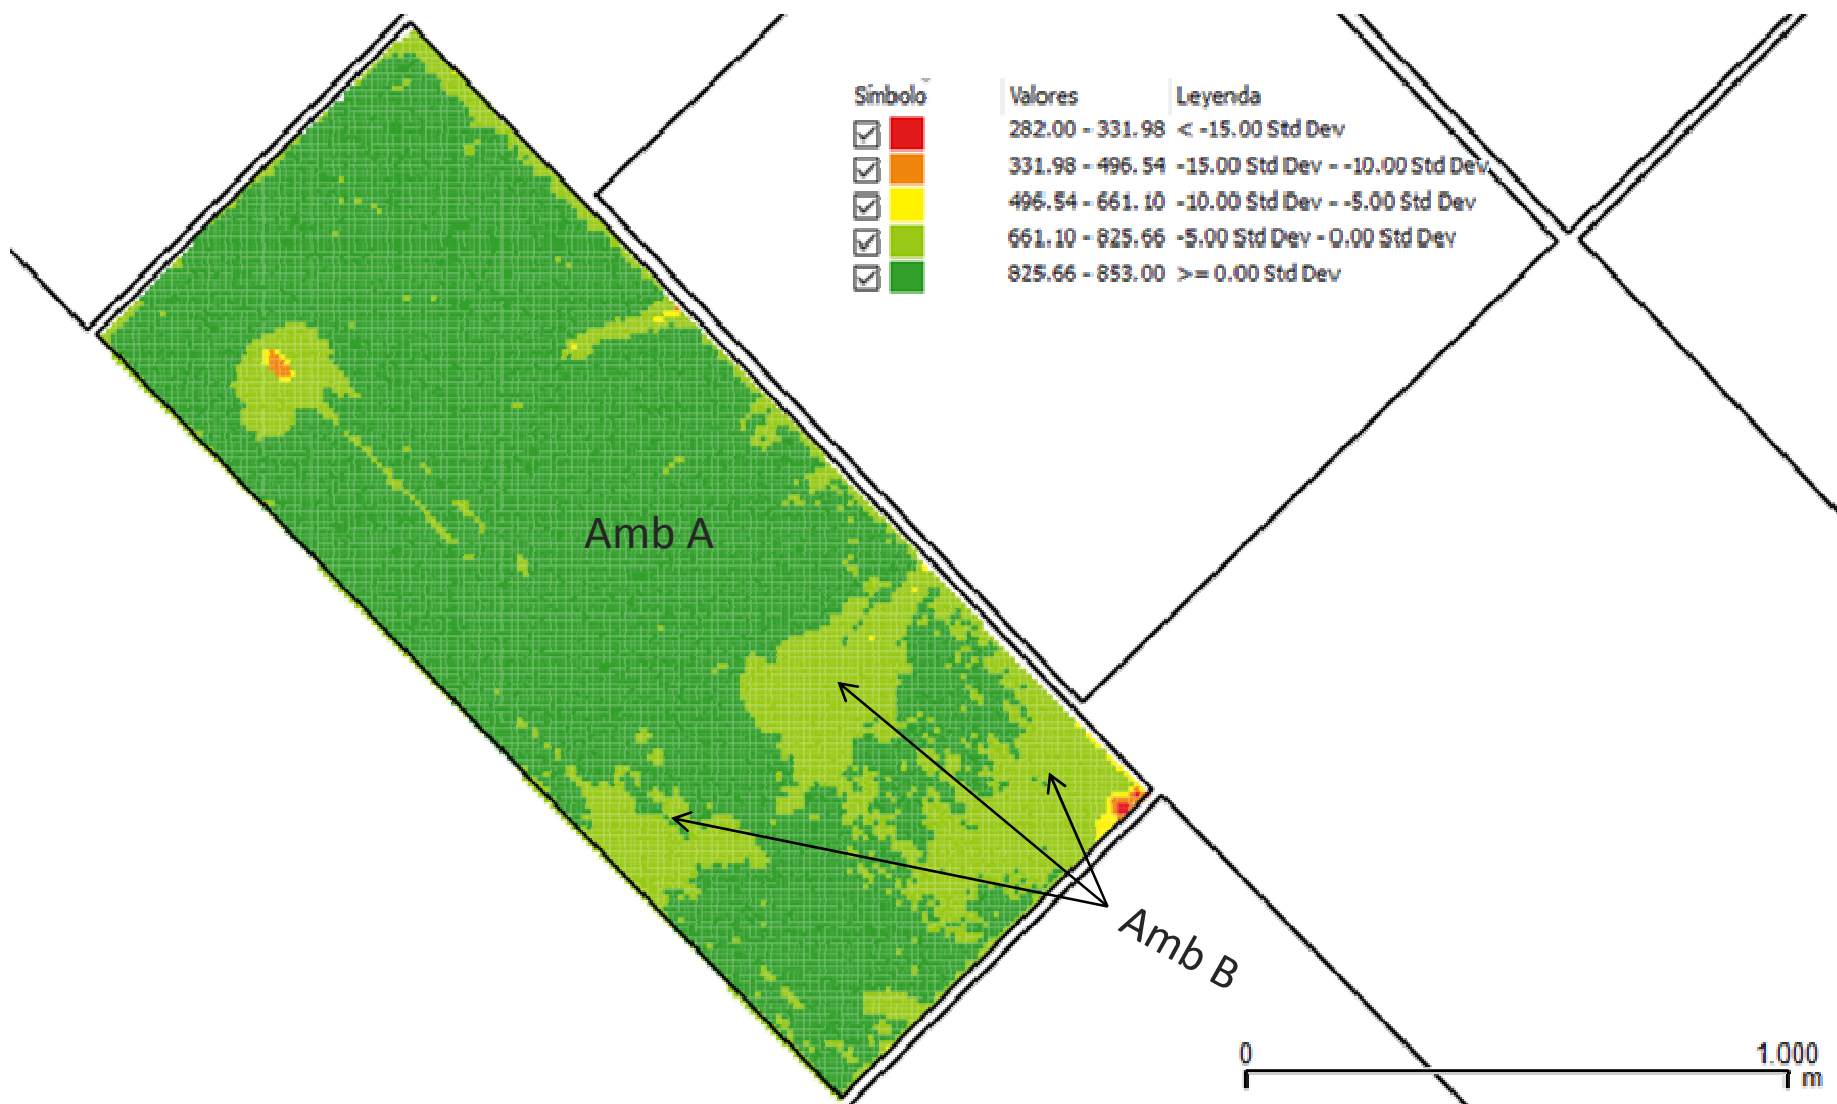 Símbolo Valores Leyenda
282.00 - 331.98 < -15.00 Std Dev
331.98 - 496.54 -15.00 Std Dev - -10.00 Std Dev
496.54 - 661.10 -10.00 Std Dev - -5.00 Std Dev
661.10 - 825.66 -5.00 Std Dev - 0.00 Std Dev
825.66 - 853.00 >= 0.00 Std Dev
Amb A
Amb B
0 1.000
m